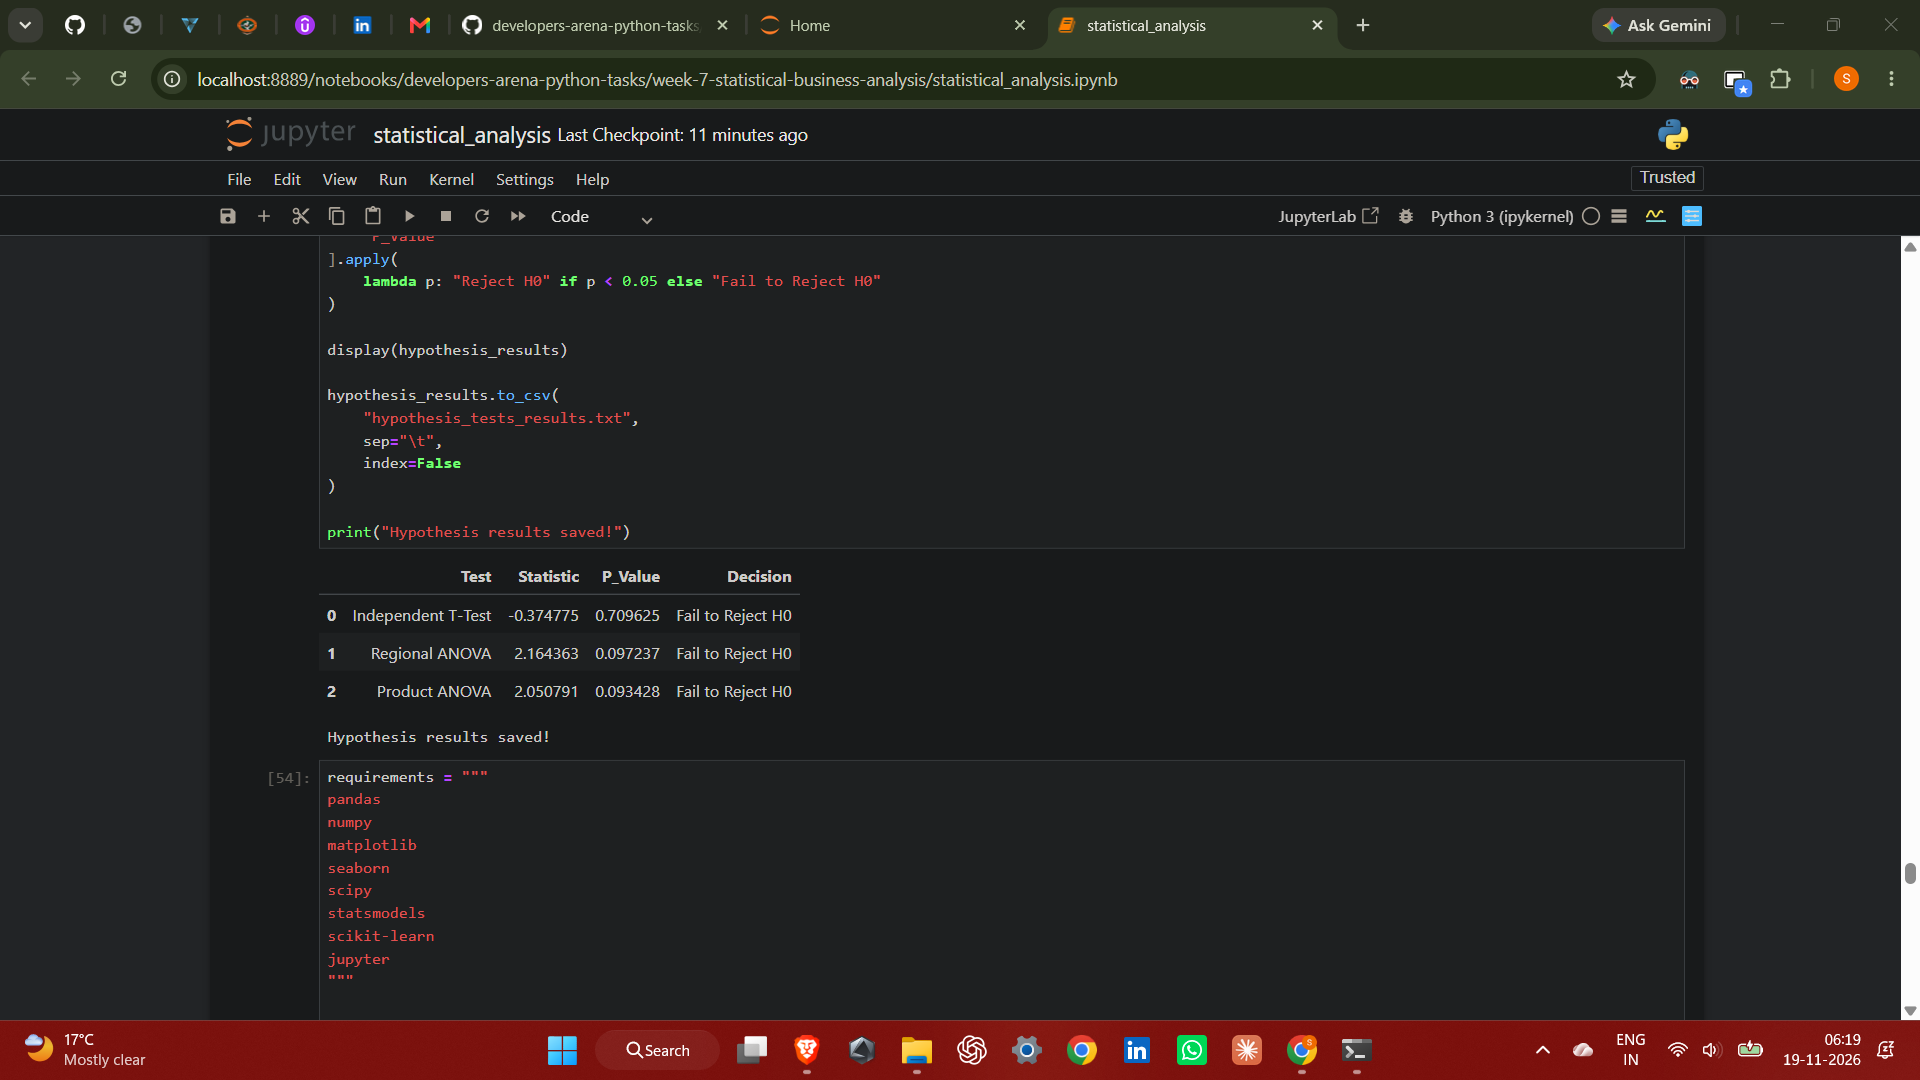 developers-arena-python-tasks
Home
statistical_analysis
Ask Gemini
localhost:8889/notebooks/developers-arena-python-tasks/week-7-statistical-business-analysis/statistical_analysis.ipynb
S
jupyter statistical_analysis Last Checkpoint: 11 minutes ago
File Edit View Run Kernel Settings Help
Trusted
Code
JupyterLab
Python 3 (ipykernel)
"P_Value"
].apply(
lambda p: "Reject H0" if p < 0.05 else "Fail to Reject H0"
)
display(hypothesis_results)
hypothesis_results.to_csv(
"hypothesis_tests_results.txt",
sep="\t",
index=False
)
print("Hypothesis results saved!")
Test Statistic P_Value Decision
0 Independent T-Test -0.374775 0.709625 Fail to Reject H0
1 Regional ANOVA 2.164363 0.097237 Fail to Reject H0
2 Product ANOVA 2.050791 0.093428 Fail to Reject H0
Hypothesis results saved!
[54]: requirements = """
pandas
numpy
matplotlib
seaborn
scipy
statsmodels
scikit-learn
jupyter
"""
17°C
Mostly clear
Search
ENG
IN
06:19
19-11-2026